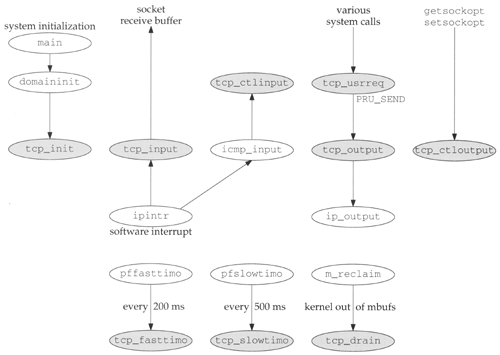 system initialization
main
domaininit
tcp_init
socket
receive buffer
tcp_input
ipintr
software interrupt
tcp_ctlinput
icmp_input
various
system calls
tcp_usrreq
PRU_SEND
tcp_output
ip_output
getsockopt
setsockopt
tcp_ctloutput
pffasttimo
every 200 ms
tcp_fasttimo
pfslowtimo
every 500 ms
tcp_slowtimo
m_reclaim
kernel out of mbufs
tcp_drain